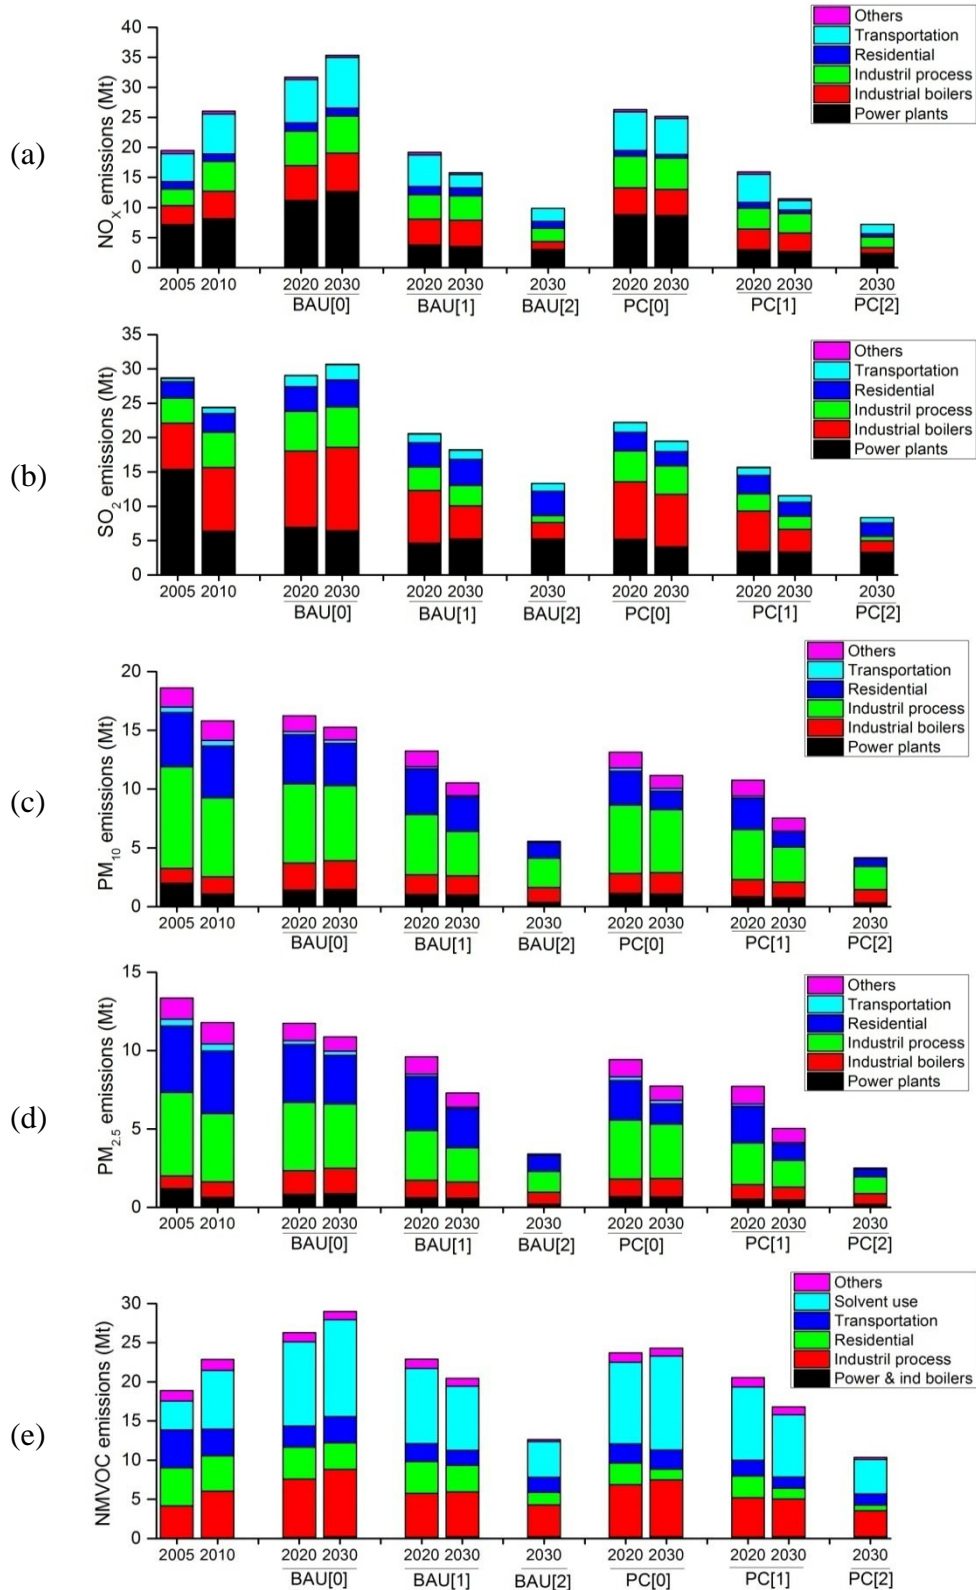 (a)
NOX emissions (Mt)
40
35
30
25
20
15
10
5
0
Others
Transportation
Residential
Industril process
Industrial boilers
Power plants
2005 2010 2020 2030 2020 2030 2030 2020 2030 2020 2030 2030
BAU[0] BAU[1] BAU[2] PC[0] PC[1] PC[2]
(b)
SO2 emissions (Mt)
35
30
25
20
15
10
5
0
Others
Transportation
Residential
Industril process
Industrial boilers
Power plants
2005 2010 2020 2030 2020 2030 2030 2020 2030 2020 2030 2030
BAU[0] BAU[1] BAU[2] PC[0] PC[1] PC[2]
(c)
PM10 emissions (Mt)
20
15
10
5
0
Others
Transportation
Residential
Industril process
Industrial boilers
Power plants
2005 2010 2020 2030 2020 2030 2030 2020 2030 2020 2030 2030
BAU[0] BAU[1] BAU[2] PC[0] PC[1] PC[2]
(d)
PM2.5 emissions (Mt)
15
10
5
0
Others
Transportation
Residential
Industril process
Industrial boilers
Power plants
2005 2010 2020 2030 2020 2030 2030 2020 2030 2020 2030 2030
BAU[0] BAU[1] BAU[2] PC[0] PC[1] PC[2]
(e)
NMVOC emissions (Mt)
30
25
20
15
10
5
0
Others
Solvent use
Transportation
Residential
Industril process
Power & ind boilers
2005 2010 2020 2030 2020 2030 2030 2020 2030 2020 2030 2030
BAU[0] BAU[1] BAU[2] PC[0] PC[1] PC[2]